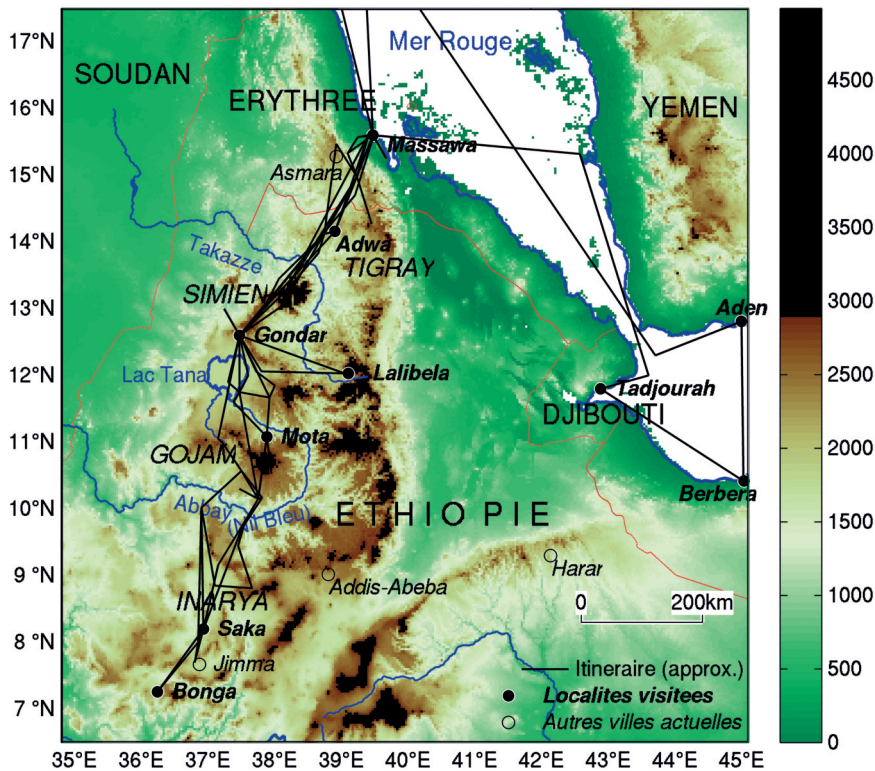 17°N
16°N
15°N
14°N
13°N
12°N
11°N
10°N
9°N
8°N
7°N
35°E 36°E 37°E 38°E 39°E 40°E 41°E 42°E 43°E 44°E 45°E
SOUDAN
Mer Rouge
ERYTHREE
YEMEN
Massawa
Asmara
Adwa
Takazze
TIGRAY
SIMIEN
Gondar
Aden
Lac Tana
Lalibela
Tadjourah
DJIBOUTI
Mota
GOJAM
Berbera
Abbay (Nil Bleu)
ETHIOPIE
Addis-Abeba
Harar
INARYA
0 200km
Saka
Jimma
Itineraire (approx.)
Bonga
Localites visitees
Autres villes actuelles
4500
4000
3500
3000
2500
2000
1500
1000
500
0